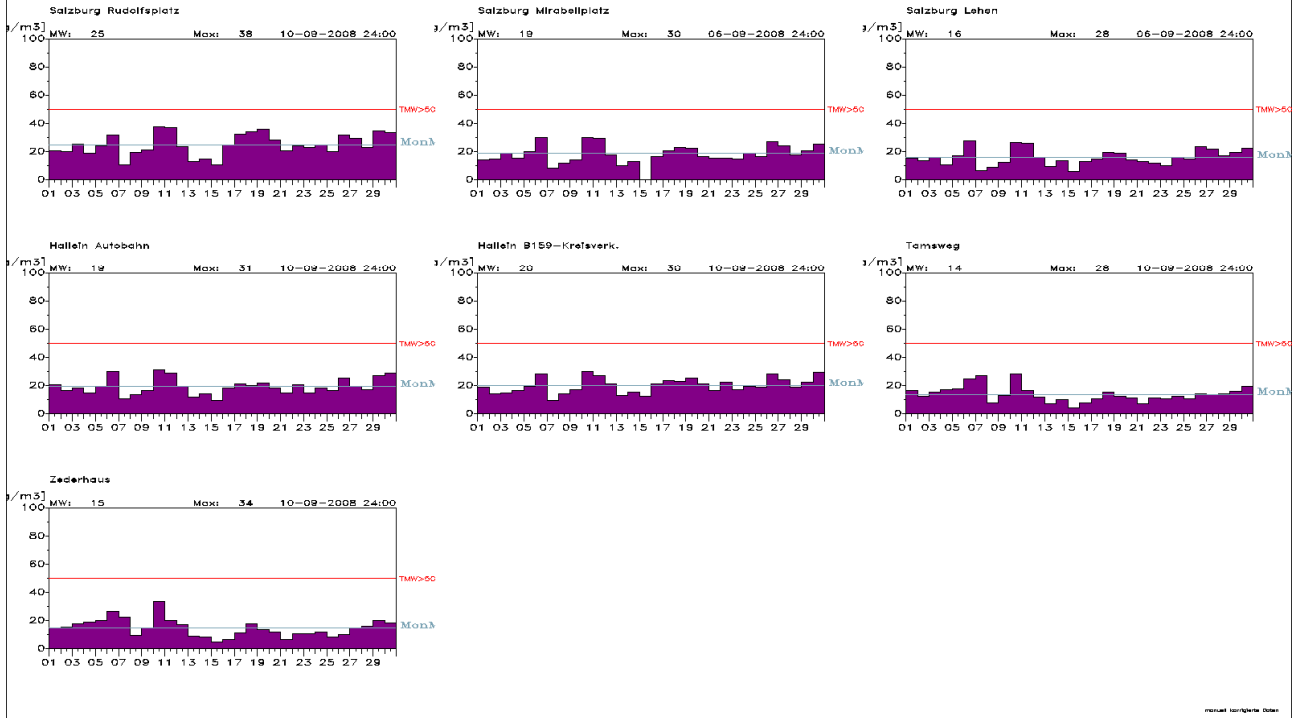 Salzburg Rudolfsplatz
g/m3]
MW: 25 Max: 38 10-09-2008 24:00
100
80
60
40
20
0
TMW>50
MonM
01 03 05 07 09 11 13 15 17 19 21 23 25 27 29
Salzburg Mirabellplatz
g/m3]
MW: 19 Max: 30 06-09-2008 24:00
100
80
60
40
20
0
TMW>50
MonM
01 03 05 07 09 11 13 15 17 19 21 23 25 27 29
Salzburg Lehen
g/m3]
MW: 16 Max: 28 06-09-2008 24:00
100
80
60
40
20
0
TMW>50
MonM
01 03 05 07 09 11 13 15 17 19 21 23 25 27 29
Hallein Autobahn
g/m3]
MW: 19 Max: 31 10-09-2008 24:00
100
80
60
40
20
0
TMW>50
MonM
01 03 05 07 09 11 13 15 17 19 21 23 25 27 29
Hallein B159-Kreisverk.
g/m3]
MW: 20 Max: 30 10-09-2008 24:00
100
80
60
40
20
0
TMW>50
MonM
01 03 05 07 09 11 13 15 17 19 21 23 25 27 29
Tamsweg
g/m3]
MW: 14 Max: 28 10-09-2008 24:00
100
80
60
40
20
0
TMW>50
MonM
01 03 05 07 09 11 13 15 17 19 21 23 25 27 29
Zederhaus
g/m3]
MW: 15 Max: 34 10-09-2008 24:00
100
80
60
40
20
0
TMW>50
MonM
01 03 05 07 09 11 13 15 17 19 21 23 25 27 29
manuell korrigierte Daten